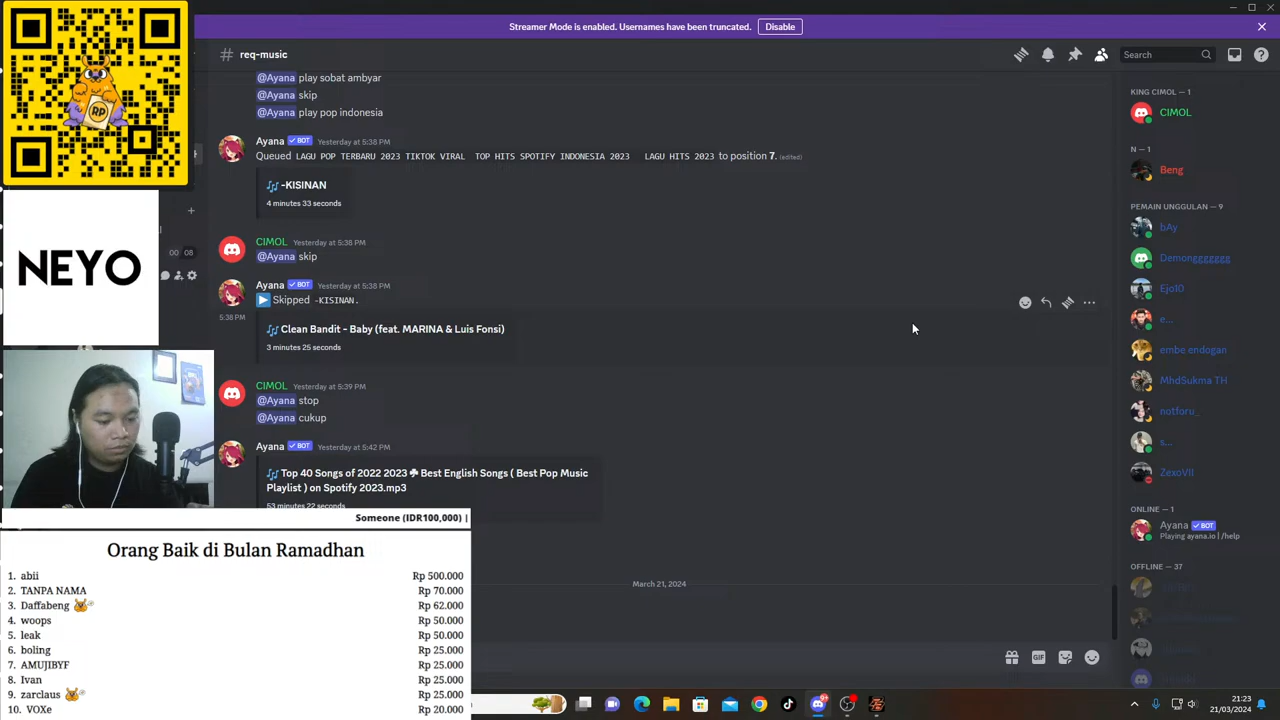 Streamer Mode is enabled. Usernames have been truncated. Disable
# req-music
Search
@Ayana play sobat ambyar
@Ayana skip
@Ayana play pop indonesia
Ayana BOT Yesterday at 5:38 PM
Queued LAGU POP TERBARU 2023 TIKTOK VIRAL TOP HITS SPOTIFY INDONESIA 2023 LAGU HITS 2023 to position 7. (edited)
-KISINAN
4 minutes 33 seconds
CIMOL Yesterday at 5:38 PM
@Ayana skip
Ayana BOT Yesterday at 5:38 PM
Skipped -KISINAN.
5:38 PM
Clean Bandit - Baby (feat. MARINA & Luis Fonsi)
3 minutes 25 seconds
CIMOL Yesterday at 5:39 PM
@Ayana stop
@Ayana cukup
Ayana BOT Yesterday at 5:42 PM
Top 40 Songs of 2022 2023 ☘ Best English Songs ( Best Pop Music
Playlist ) on Spotify 2023.mp3
53 minutes 22 seconds
March 21, 2024
GIF
RP
00 08
NEYO
Someone (IDR100,000) |
Orang Baik di Bulan Ramadhan
1. abii Rp 500.000
2. TANPA NAMA Rp 70.000
3. Daffabeng Rp 62.000
4. woops Rp 50.000
5. leak Rp 50.000
6. boling Rp 25.000
7. AMUJIBYF Rp 25.000
8. Ivan Rp 25.000
9. zarclaus Rp 25.000
10. VOXe Rp 20.000
KING CIMOL — 1
CIMOL
N — 1
Beng
PEMAIN UNGGULAN — 9
bAy
Demonggggggg
Ejo10
e...
embe endogan
MhdSukma TH
notforu_
s...
ZexoVII
ONLINE — 1
Ayana BOT
Playing ayana.io | /help
OFFLINE — 37
21:23
21/03/2024